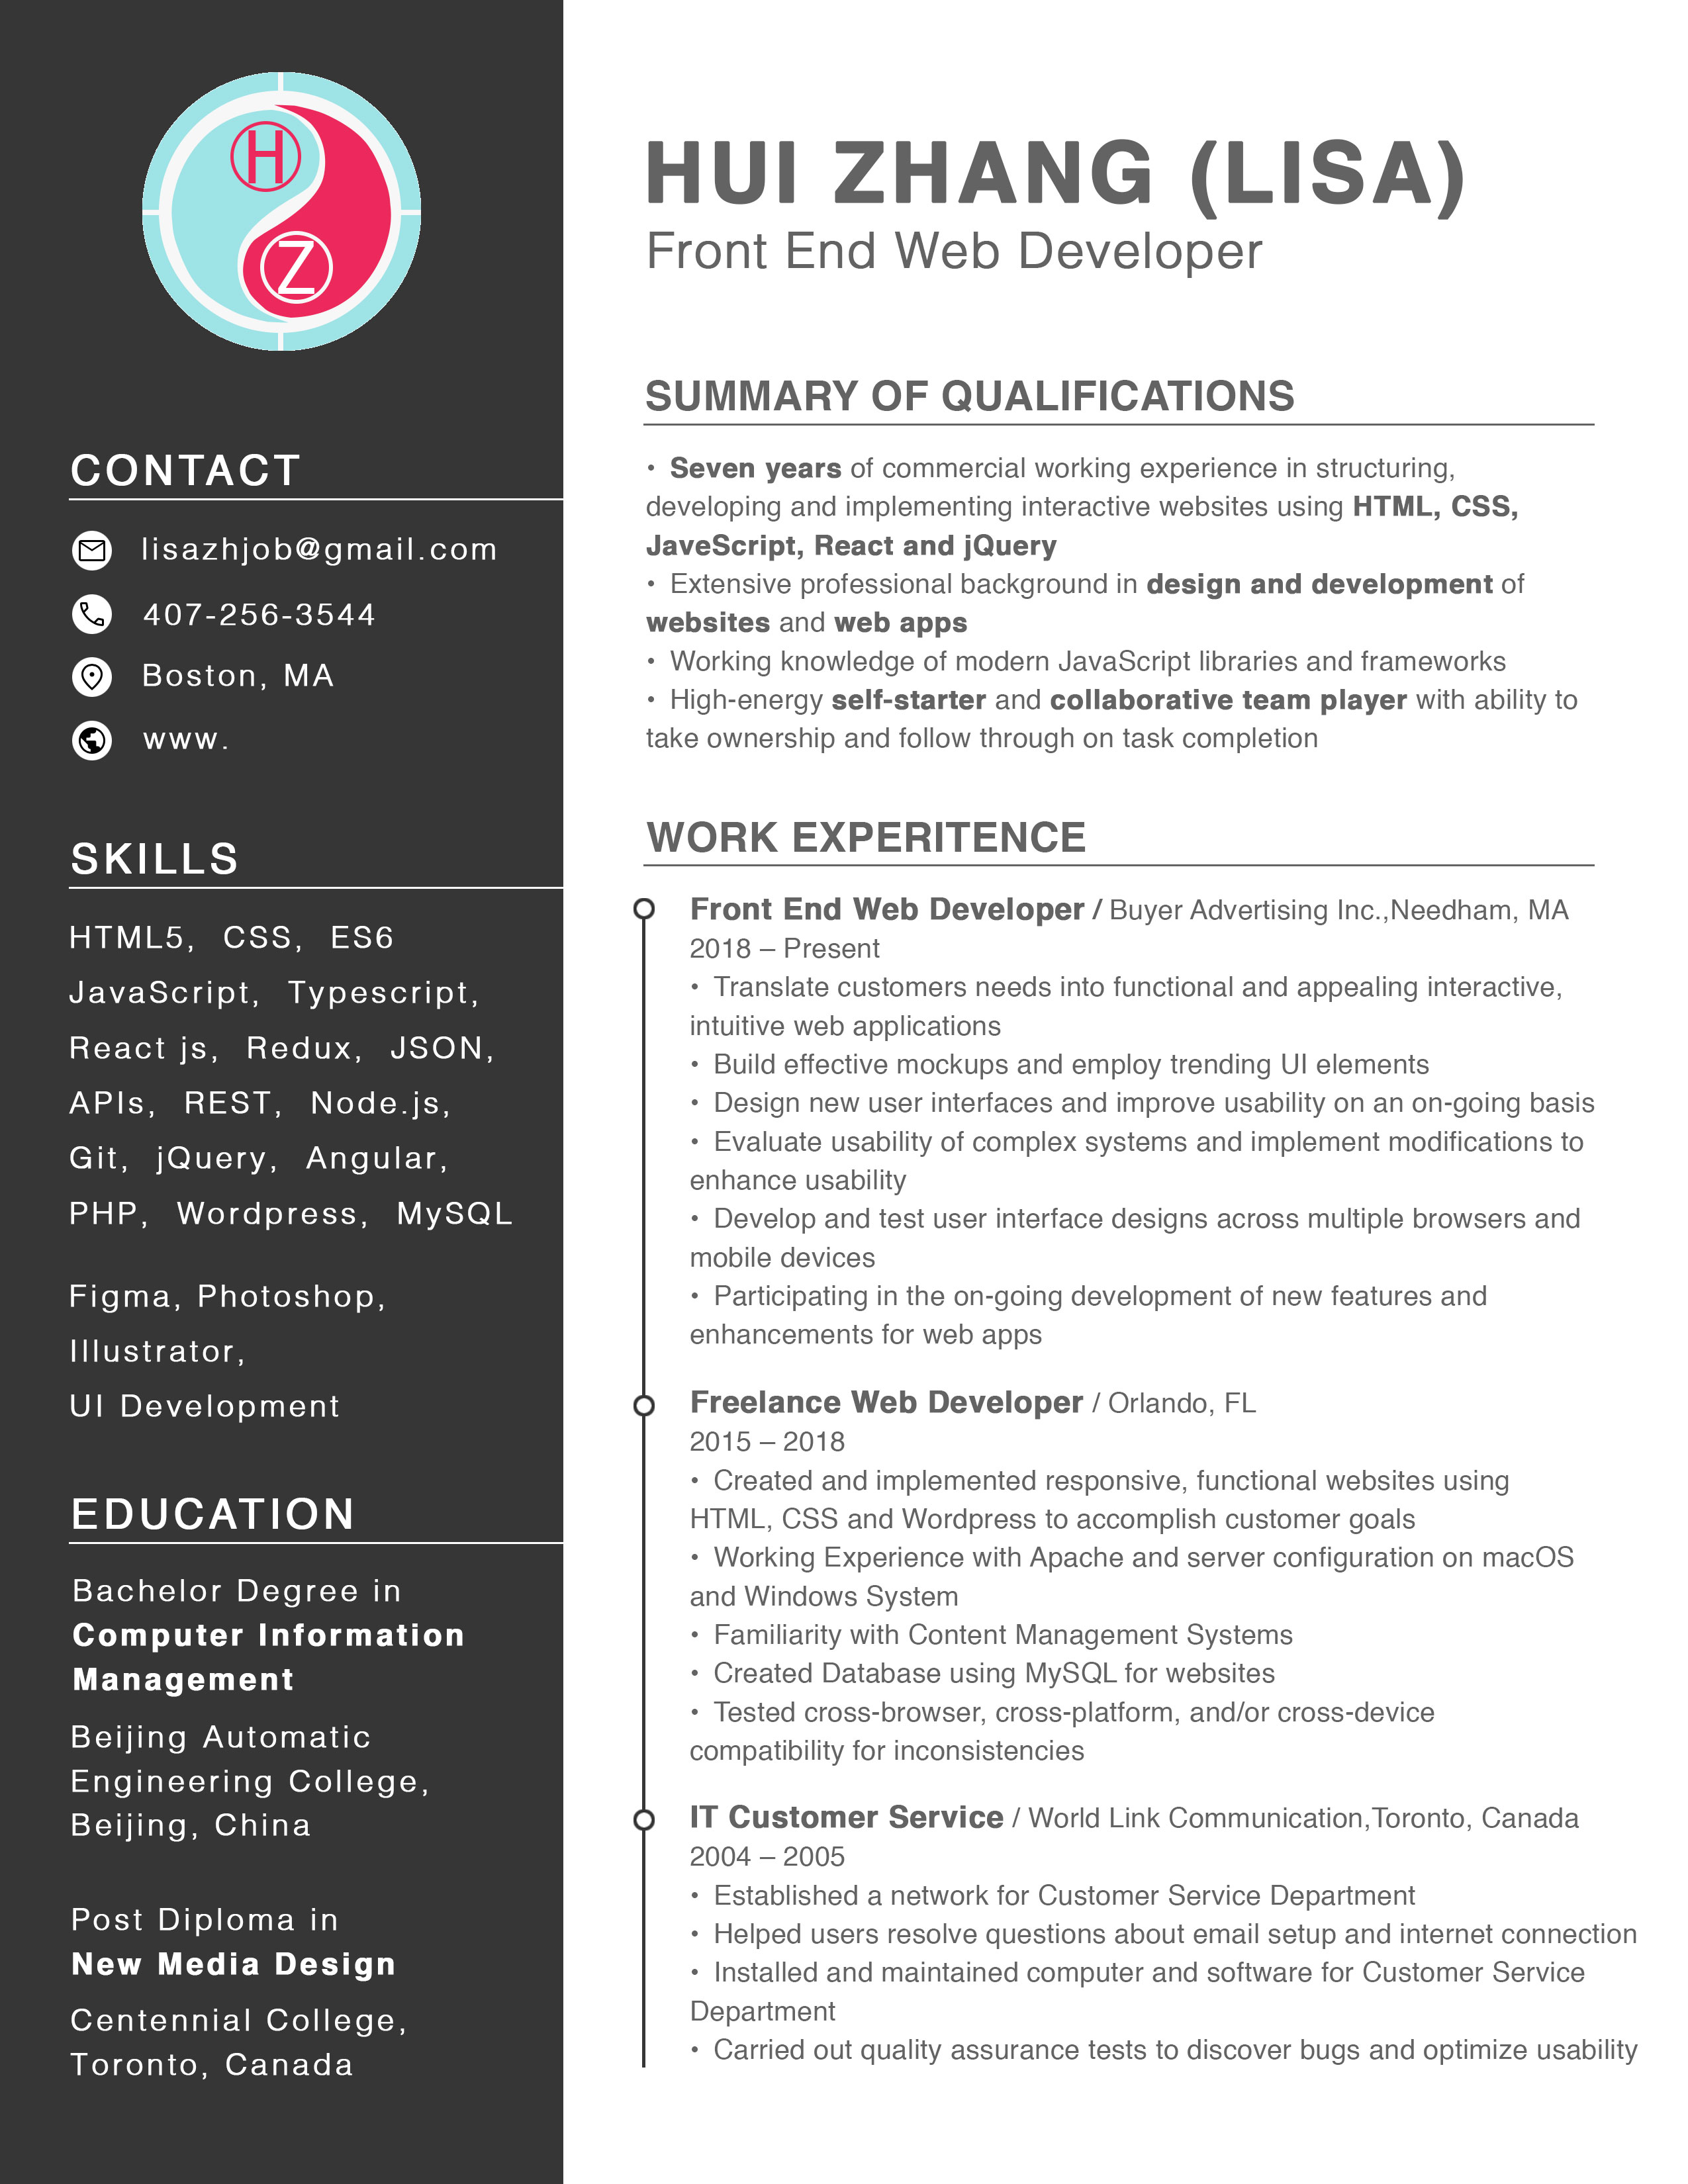 H
Z
CONTACT
lisazhjob@gmail.com
407-256-3544
Boston, MA
www.
SKILLS
HTML5, CSS, ES6
JavaScript, Typescript,
React js, Redux, JSON,
APIs, REST, Node.js,
Git, jQuery, Angular,
PHP, Wordpress, MySQL
Figma, Photoshop,
Illustrator,
UI Development
EDUCATION
Bachelor Degree in
Computer Information
Management
Beijing Automatic
Engineering College,
Beijing, China
Post Diploma in
New Media Design
Centennial College,
Toronto, Canada
HUI ZHANG (LISA)
Front End Web Developer
SUMMARY OF QUALIFICATIONS
• Seven years of commercial working experience in structuring,
developing and implementing interactive websites using HTML, CSS,
JaveScript, React and jQuery
• Extensive professional background in design and development of
websites and web apps
• Working knowledge of modern JavaScript libraries and frameworks
• High-energy self-starter and collaborative team player with ability to
take ownership and follow through on task completion
WORK EXPERITENCE
Front End Web Developer / Buyer Advertising Inc.,Needham, MA
2018 – Present
• Translate customers needs into functional and appealing interactive,
intuitive web applications
• Build effective mockups and employ trending UI elements
• Design new user interfaces and improve usability on an on-going basis
• Evaluate usability of complex systems and implement modifications to
enhance usability
• Develop and test user interface designs across multiple browsers and
mobile devices
• Participating in the on-going development of new features and
enhancements for web apps
Freelance Web Developer / Orlando, FL
2015 – 2018
• Created and implemented responsive, functional websites using
HTML, CSS and Wordpress to accomplish customer goals
• Working Experience with Apache and server configuration on macOS
and Windows System
• Familiarity with Content Management Systems
• Created Database using MySQL for websites
• Tested cross-browser, cross-platform, and/or cross-device
compatibility for inconsistencies
IT Customer Service / World Link Communication,Toronto, Canada
2004 – 2005
• Established a network for Customer Service Department
• Helped users resolve questions about email setup and internet connection
• Installed and maintained computer and software for Customer Service
Department
• Carried out quality assurance tests to discover bugs and optimize usability